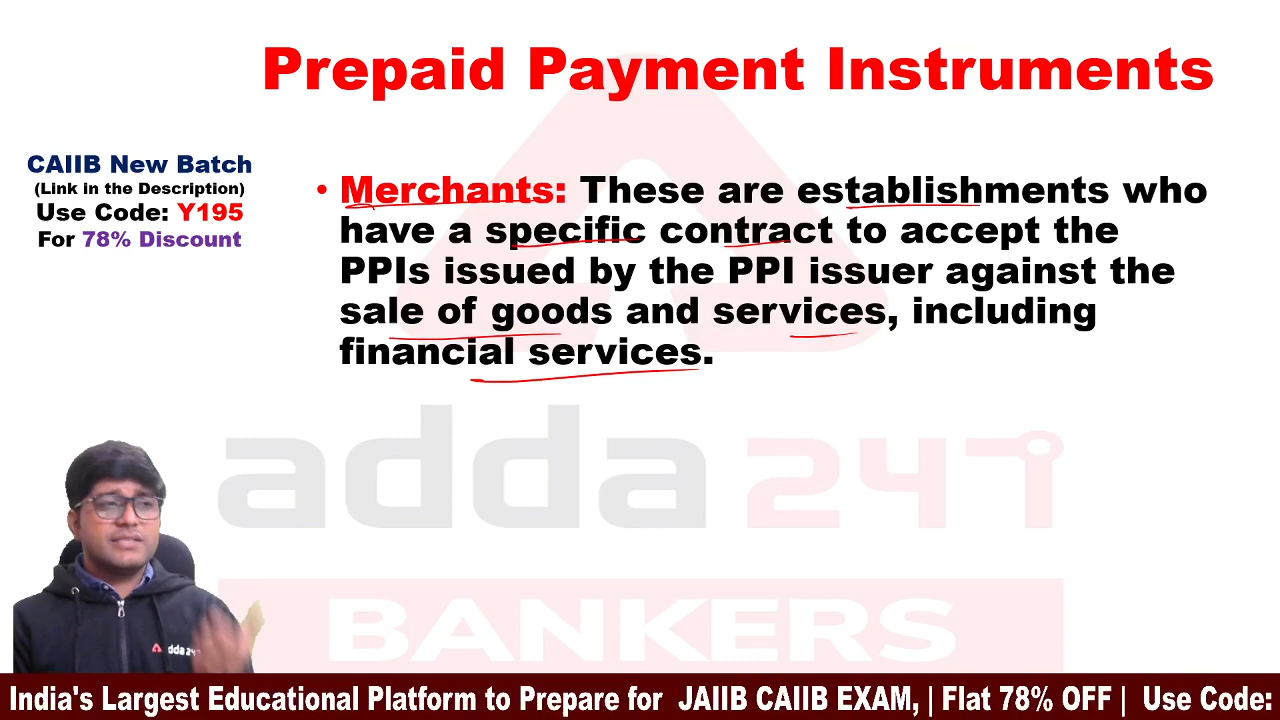 Prepaid Payment Instruments
CAIIB New Batch
(Link in the Description)
Use Code: Y195
For 78% Discount
• Merchants: These are establishments who
have a specific contract to accept the
PPIs issued by the PPI issuer against the
sale of goods and services, including
financial services.
adda 247
BANKERS
adda 247
India's Largest Educational Platform to Prepare for JAIIB CAIIB EXAM, | Flat 78% OFF | Use Code: